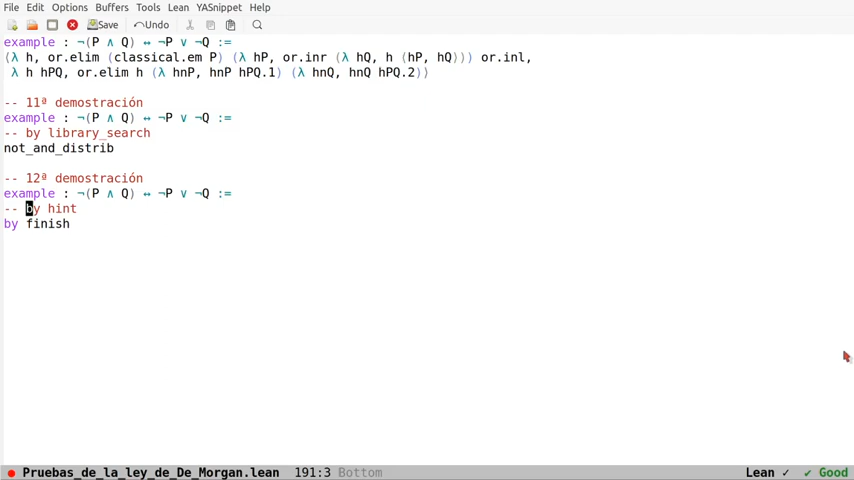 File Edit Options Buffers Tools Lean YASnippet Help
Save Undo
example : ¬(P ∧ Q) ↔ ¬P ∨ ¬Q :=
(λ h, or.elim (classical.em P) (λ hP, or.inr (λ hQ, h ⟨hP, hQ⟩)) or.inl,
λ h hPQ, or.elim h (λ hnP, hnP hPQ.1) (λ hnQ, hnQ hPQ.2)⟩
-- 11ª demostración
example : ¬(P ∧ Q) ↔ ¬P ∨ ¬Q :=
-- by library_search
not_and_distrib
-- 12ª demostración
example : ¬(P ∧ Q) ↔ ¬P ∨ ¬Q :=
-- by hint
by finish
Pruebas_de_la_ley_de_De_Morgan.lean 191:3 Bottom Lean ✓ ✔ Good